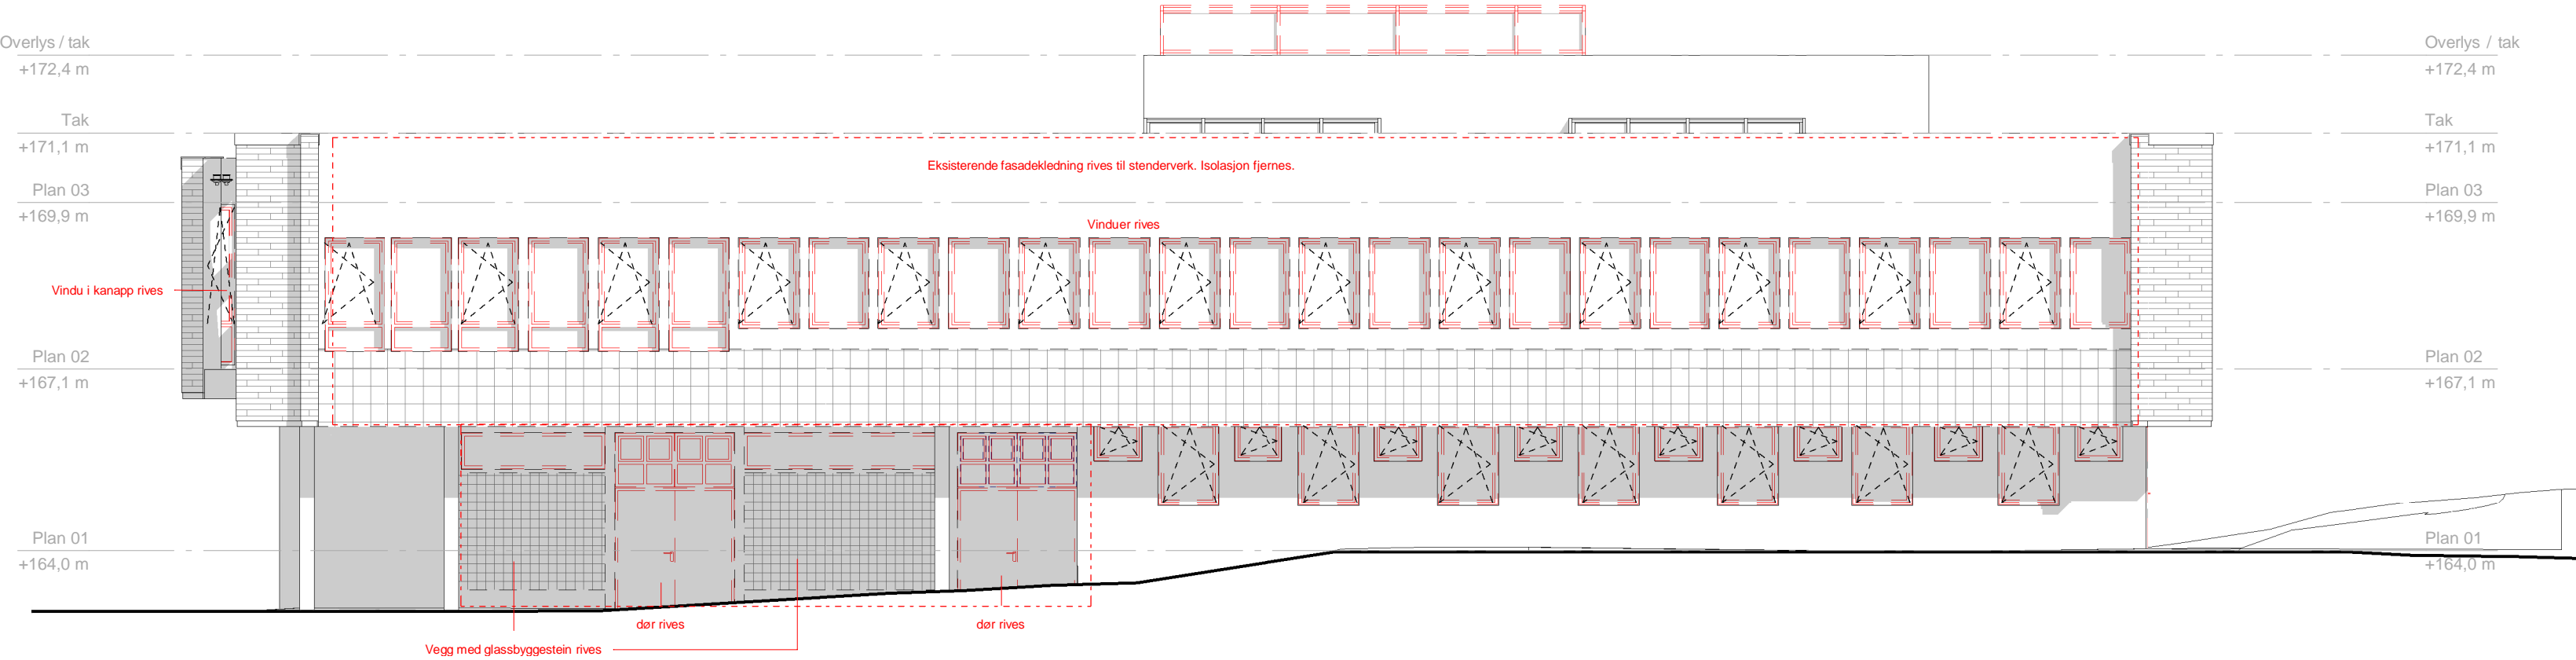 Overlys / tak
+172,4 m
Overlys / tak
+172,4 m
Tak
+171,1 m
Tak
+171,1 m
Eksisterende fasadekledning rives til stenderverk. Isolasjon fjernes.
Plan 03
+169,9 m
Plan 03
+169,9 m
Vinduer rives
Vindu i kanapp rives
Plan 02
+167,1 m
Plan 02
+167,1 m
Plan 01
+164,0 m
Plan 01
+164,0 m
dør rives
dør rives
Vegg med glassbyggestein rives